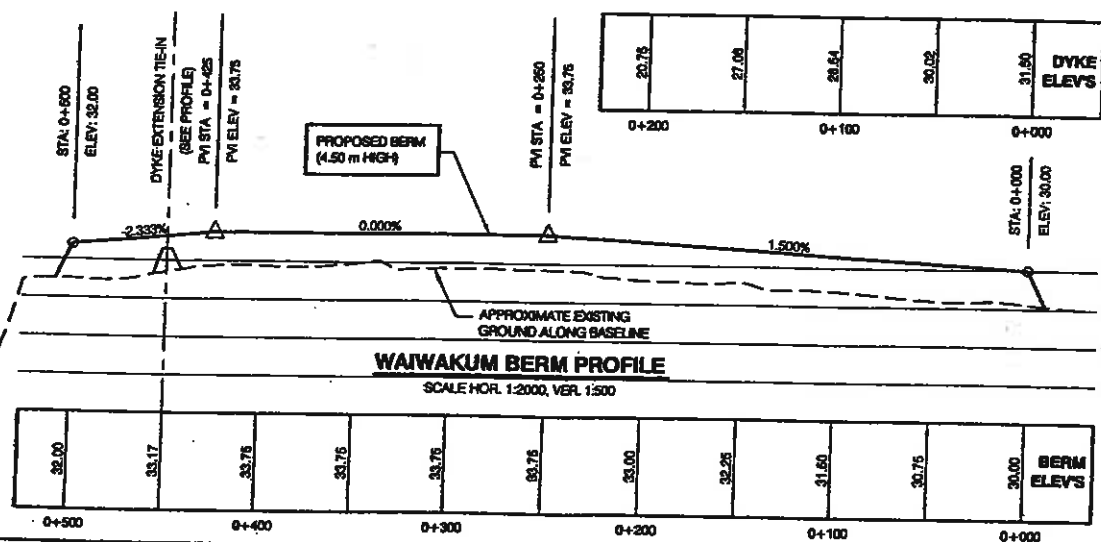 STA: 0+500
ELEV: 32.00
DYKE EXTENSION TIE-IN
(SEE PROFILE)
PVI STA = 0+425
PVI ELEV = 33.75
PROPOSED BERM
(4.50 m HIGH)
PVI STA = 0+250
PVI ELEV = 33.75
20.75
27.08
28.54
30.02
31.50
DYKE
ELEV'S
0+200
0+100
0+000
STA: 0+000
ELEV: 30.00
-2.333%
0.000%
1.500%
APPROXIMATE EXISTING
GROUND ALONG BASELINE
WAIWAKUM BERM PROFILE
SCALE HOR. 1:2000, VER. 1:500
32.00
33.17
33.75
33.75
33.75
33.75
33.00
32.25
31.50
30.75
30.00
BERM
ELEV'S
0+500
0+400
0+300
0+200
0+100
0+000